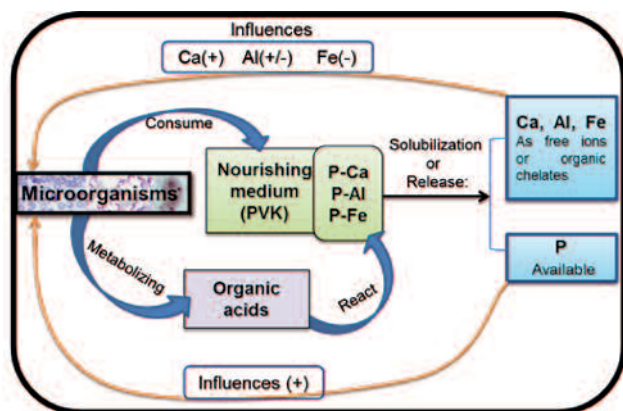 Influences
Ca(+) Al(+/-) Fe(-)
Consume
Ca, Al, Fe
As free ions
or organic
chelates
Solubilization
or
Release:
Nourishing
medium
(PVK)
P-Ca
P-Al
P-Fe
Microorganisms
Metabolizing
Organic
acids
React
P
Available
Influences (+)